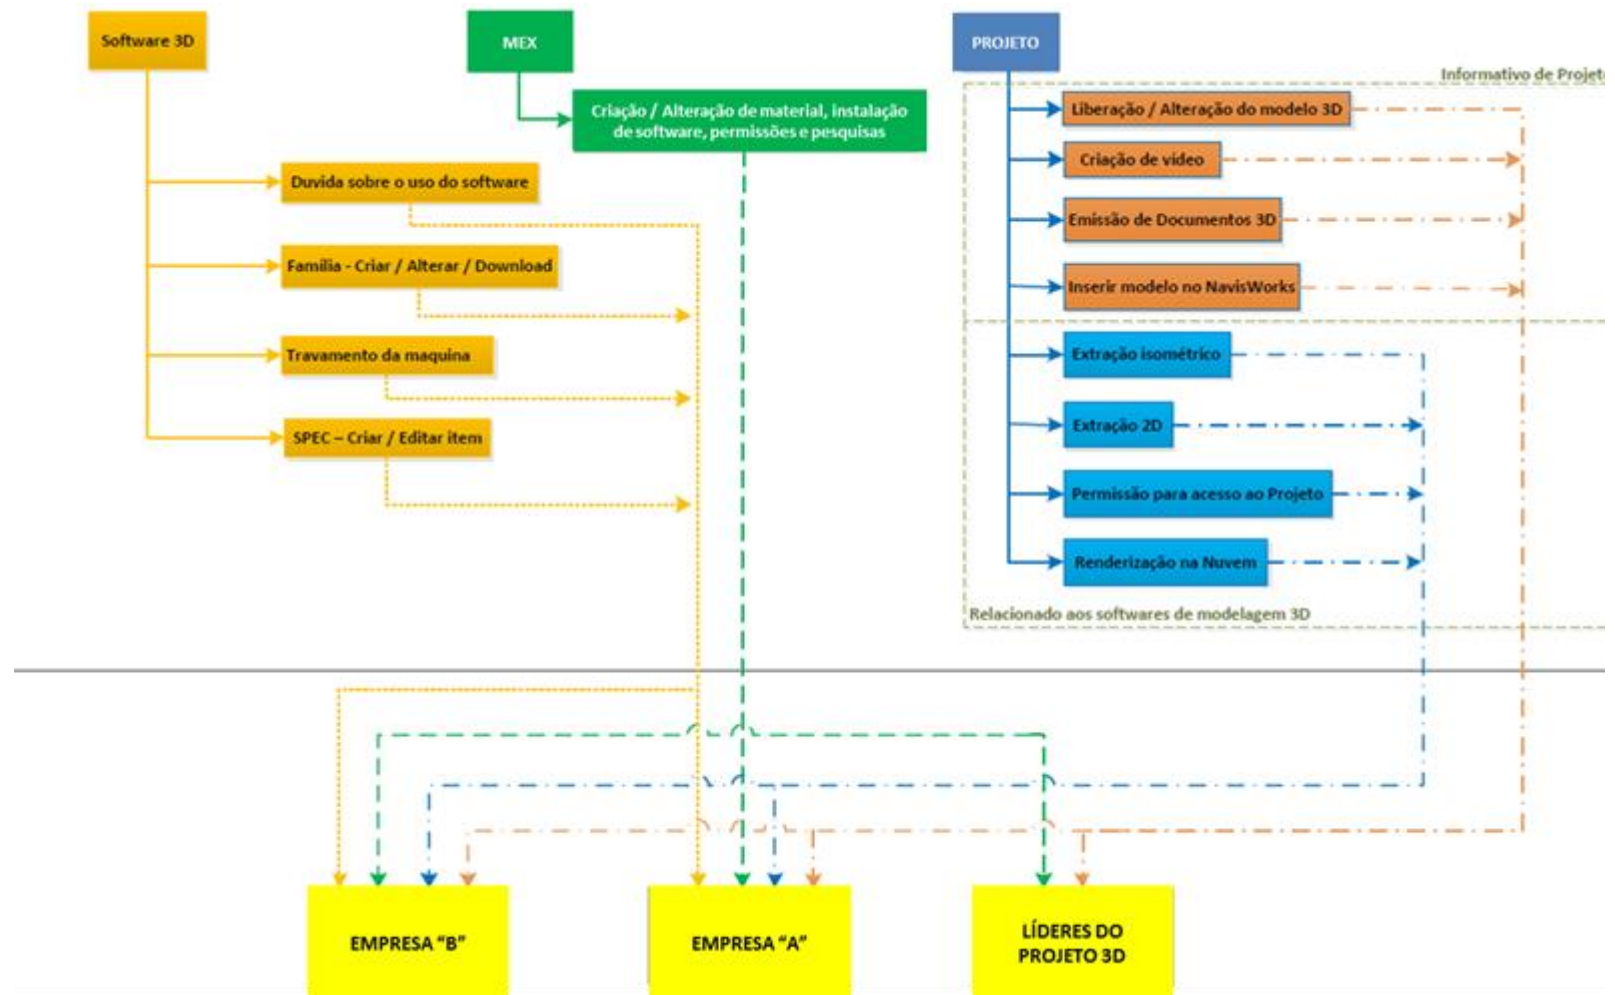 Software 3D
MEX
PROJETO
Informativo de Projeto
Criação / Alteração de material, instalação
de software, permissões e pesquisas
Liberação / Alteração do modelo 3D
Criação de vídeo
Duvida sobre o uso do software
Emissão de Documentos 3D
Família - Criar / Alterar / Download
Inserir modelo no NavisWorks
Travamento da maquina
Extração isométrico
SPEC – Criar / Editar item
Extração 2D
Permissão para acesso ao Projeto
Renderização na Nuvem
Relacionado aos softwares de modelagem 3D
EMPRESA “B”
EMPRESA “A”
LÍDERES DO
PROJETO 3D